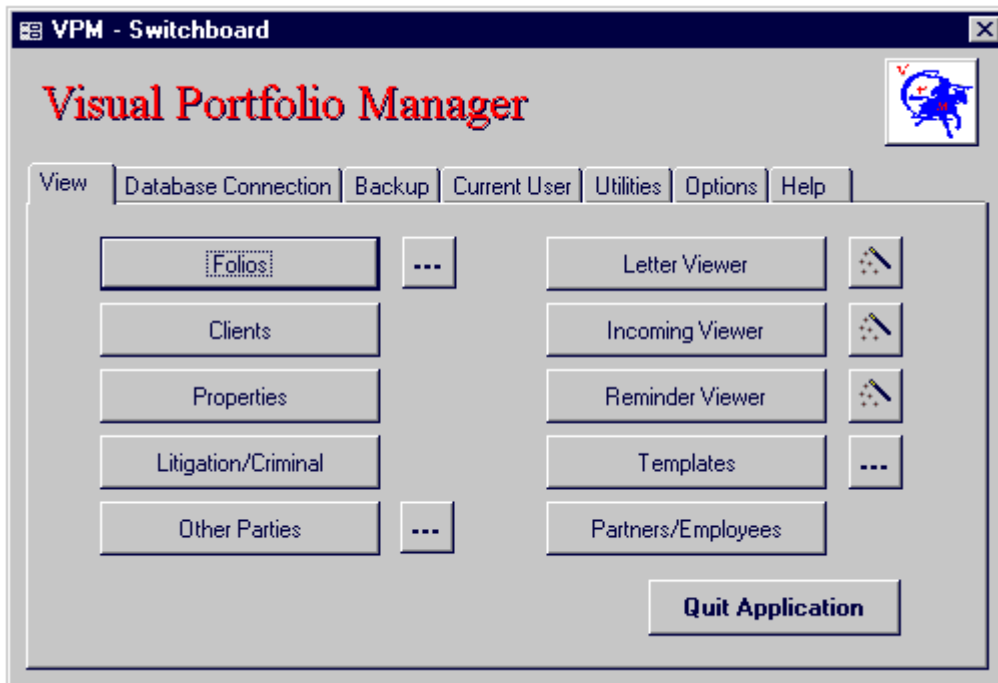 VPM - Switchboard
Visual Portfolio Manager
V
P
M
View Database Connection Backup Current User Utilities Options Help
Folios --- Letter Viewer
Clients Incoming Viewer
Properties Reminder Viewer
Litigation/Criminal Templates ---
Other Parties --- Partners/Employees
Quit Application